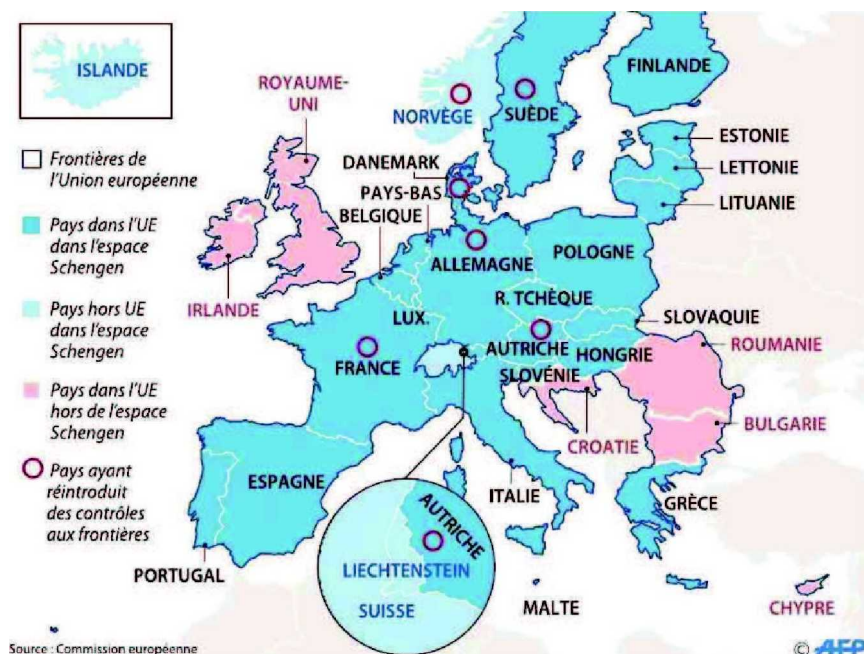 ISLANDE
ROYAUME-
UNI
NORVÈGE
SUÈDE
FINLANDE
ESTONIE
LETTONIE
LITUANIE
DANEMARK
PAYS-BAS
BELGIQUE
Frontières de
l'Union européenne
Pays dans l'UE
dans l'espace
Schengen
Pays hors UE
dans l'espace
Schengen
Pays dans l'UE
hors de l'espace
Schengen
Pays ayant
réintroduit
des contrôles
aux frontières
IRLANDE
ALLEMAGNE
POLOGNE
R. TCHÈQUE
LUX.
SLOVAQUIE
FRANCE
AUTRICHE
HONGRIE
SLOVÉNIE
ROUMANIE
CROATIE
BULGARIE
ESPAGNE
ITALIE
GRÈCE
PORTUGAL
AUTRICHE
LIECHTENSTEIN
SUISSE
MALTE
CHYPRE
Source : Commission européenne
© AFP